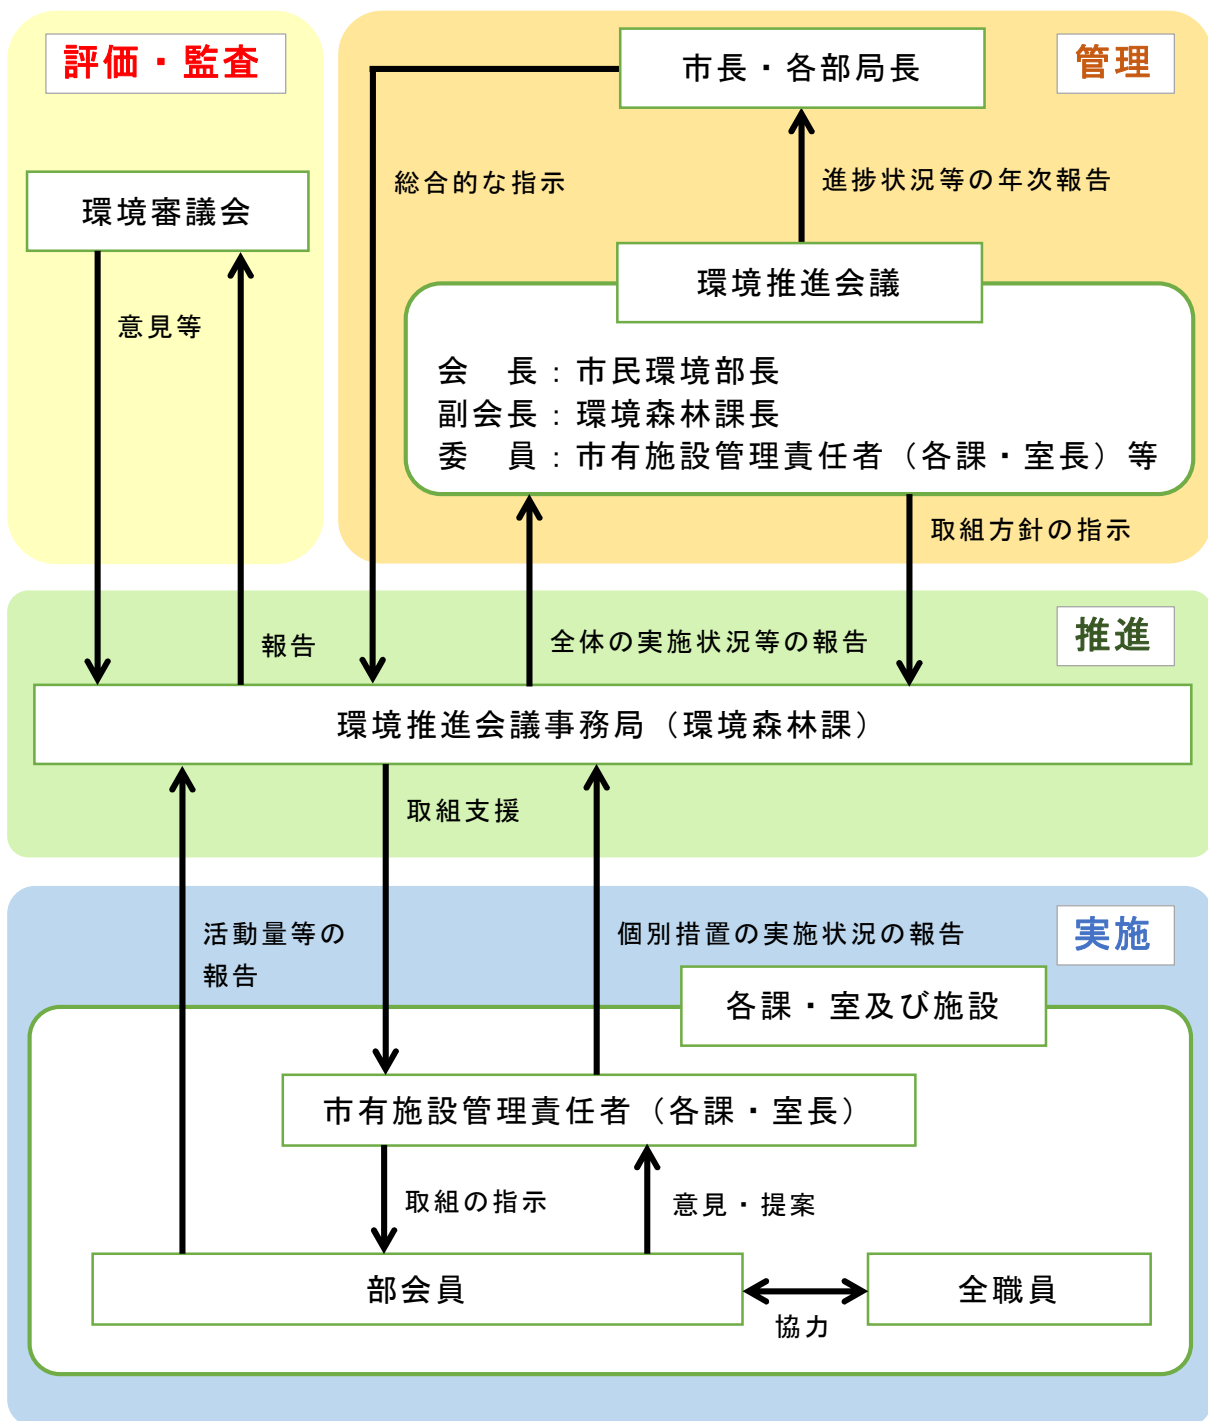 評価・監査
管理
市長・各部局長
総合的な指示
進捗状況等の年次報告
環境審議会
環境推進会議
意見等
会　長：市民環境部長
副会長：環境森林課長
委　員：市有施設管理責任者（各課・室長）等
取組方針の指示
推進
報告
全体の実施状況等の報告
環境推進会議事務局（環境森林課）
取組支援
実施
活動量等の
報告
個別措置の実施状況の報告
各課・室及び施設
市有施設管理責任者（各課・室長）
取組の指示
意見・提案
部会員
全職員
協力